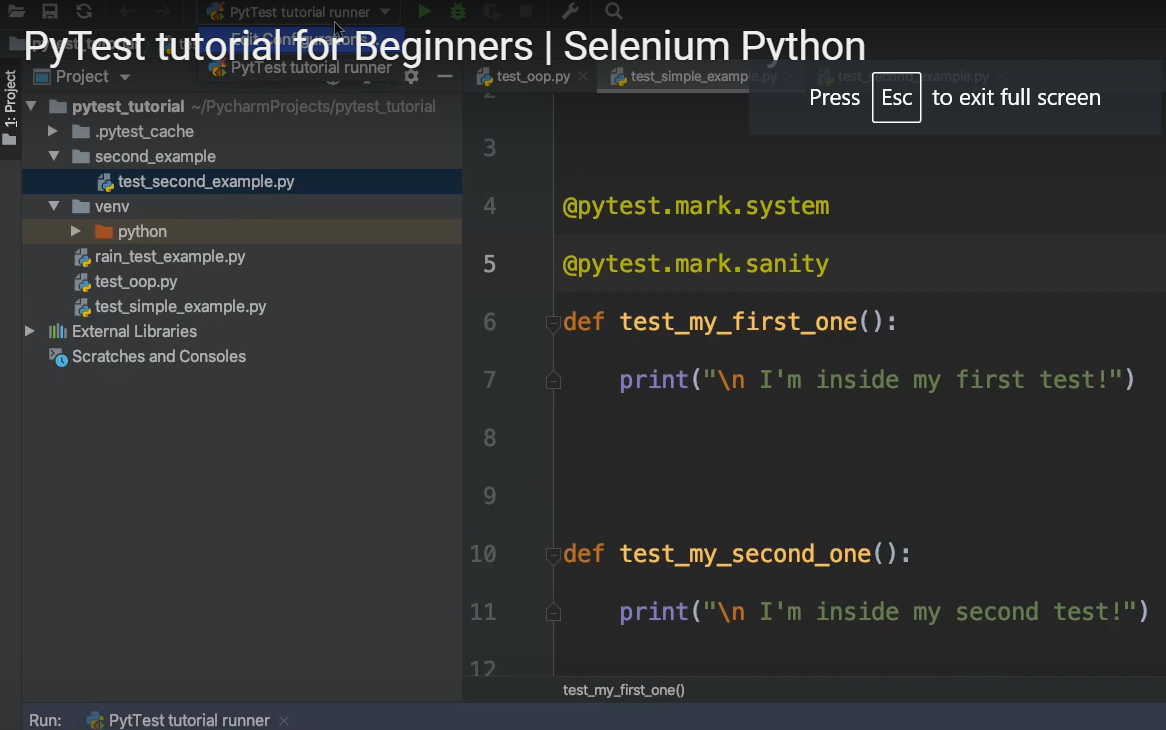 PytTest tutorial runner
PyTest tutorial for Beginners | Selenium Python
Edit Configurations
PytTest tutorial runner
Press Esc to exit full screen
1: Project
Project
test_oop.py
test_simple_example.py
test_second_example.py
pytest_tutorial ~/PycharmProjects/pytest_tutorial
.pytest_cache
second_example
test_second_example.py
venv
python
rain_test_example.py
test_oop.py
test_simple_example.py
External Libraries
Scratches and Consoles
2
3
4 @pytest.mark.system
5 @pytest.mark.sanity
6 def test_my_first_one():
7 print("\n I'm inside my first test!")
8
9
10 def test_my_second_one():
11 print("\n I'm inside my second test!")
12
test_my_first_one()
Run: PytTest tutorial runner